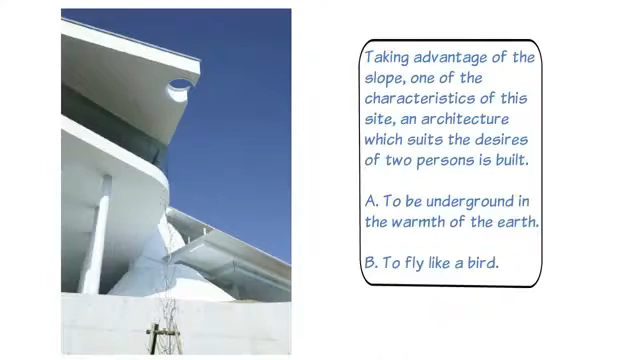 Taking advantage of the
slope, one of the
characteristics of this
site, an architecture
which suits the desires
of two persons is built.
A. To be underground in
the warmth of the earth.
B. To fly like a bird.